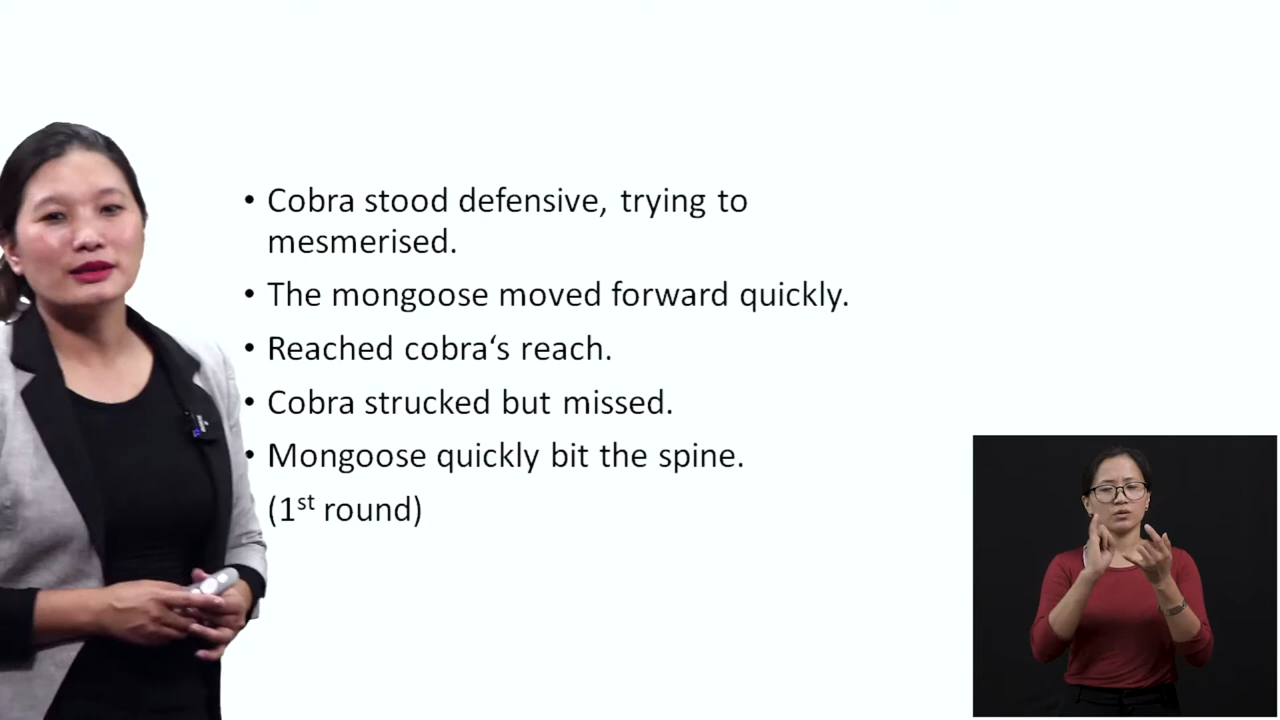 • Cobra stood defensive, trying to
mesmerised.
• The mongoose moved forward quickly.
• Reached cobra‘s reach.
• Cobra strucked but missed.
• Mongoose quickly bit the spine.
(1st round)